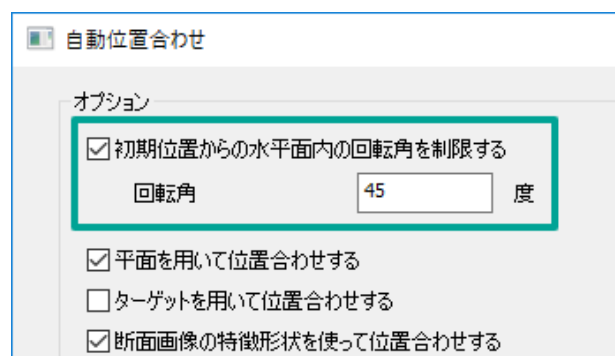 自動位置合わせ
オプション
初期位置からの水平面内の回転角を制限する
回転角 45 度
平面を用いて位置合わせする
ターゲットを用いて位置合わせする
断面画像の特徴形状を使って位置合わせする